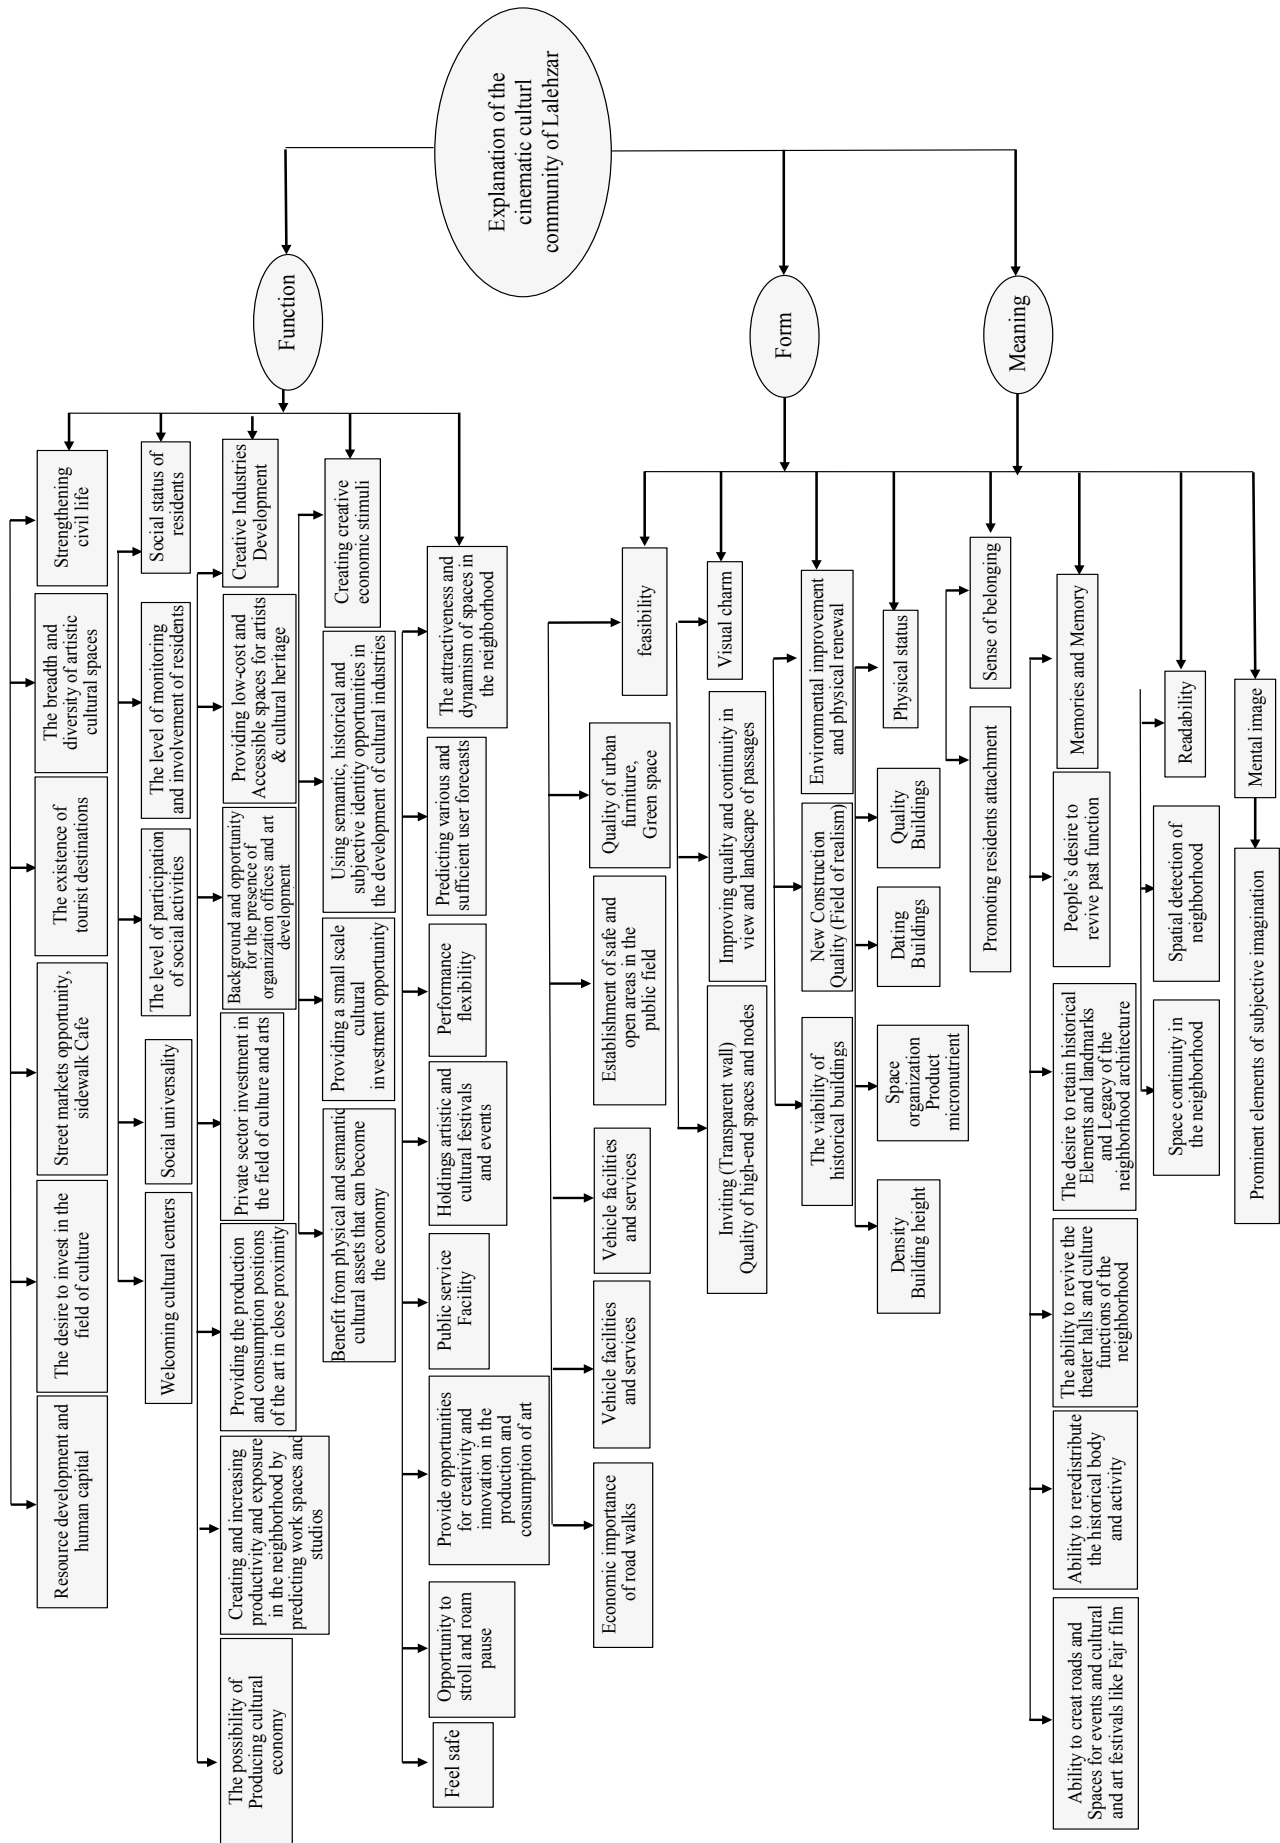 Explanation of the
cinematic culturl
community of Lalehzar
Function
Form
Meaning
Strengthening
civil life
The breadth and
diversity of artistic
cultural spaces
The existence of
tourist destinations
Street markets opportunity,
sidewalk Cafe
The desire to invest in the
field of culture
Resource development and
human capital
Social status of
residents
The level of monitoring
and involvement of residents
The level of participation
of social activities
Social universality
Welcoming cultural centers
Creative Industries
Development
Providing low-cost and
Accessible spaces for artists
& cultural heritage
Background and opportunity
for the presence of
organization offices and art
development
Private sector investment in
the field of culture and arts
Providing the production
and consumption positions
of the art in close proximity
Creating and increasing
productivity and exposure
in the neighborhood by
predicting work spaces and
studios
The possibility of
Producing cultural
economy
Creating creative
economic stimuli
Using semantic, historical and
subjective identity opportunities in
the development of cultural industries
Providing a small scale
cultural
investment opportunity
Benefit from physical and semantic
cultural assets that can become
the economy
The attractiveness and
dynamism of spaces in
the neighborhood
Predicting various and
sufficient user forecasts
Performance
flexibility
Holdings artistic and
cultural festivals
and events
Public service
Facility
Provide opportunities
for creativity and
innovation in the
production and
consumption of art
Opportunity to
stroll and roam
pause
Feel safe
feasibility
Quality of urban
furniture,
Green space
Establishment of safe and
open areas in the
public field
Vehicle facilities
and services
Vehicle facilities
and services
Economic importance
of road walks
Visual charm
Improving quality and continuity in
view and landscape of passages
Inviting (Transparent wall)
Quality of high-end spaces and nodes
Environmental improvement
and physical renewal
New Construction
Quality (Field of realism)
The viability of
historical buildings
Physical status
Quality
Buildings
Dating
Buildings
Space
organization
Product
micronutrient
Density
Building height
Sense of belonging
Promoting residents attachment
Memories and Memory
People's desire to
revive past function
The desire to retain historical
Elements and landmarks
and Legacy of the
neighborhood architecture
The ability to revive the
theater halls and culture
functions of the
neighborhood
Ability to reredistribute
the historical body
and activity
Ability to creat roads and
Spaces for events and cultural
and art festivals like Fajr film
Readability
Spatial detection of
neighborhood
Space continuity in
the neighborhood
Mental image
Prominent elements of subjective imagination